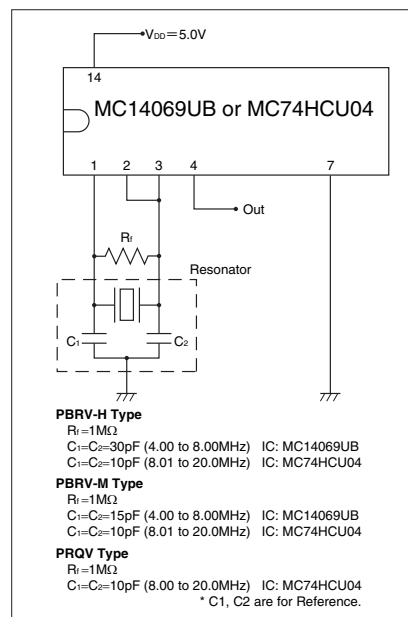 VDD=5.0V
14
MC14069UB or MC74HCU04
1 2 3 4 7
Out
Rf
Resonator
C1 C2
PBRV-H Type
Rf=1MΩ
C1=C2=30pF (4.00 to 8.00MHz) IC: MC14069UB
C1=C2=10pF (8.01 to 20.0MHz) IC: MC74HCU04
PBRV-M Type
Rf=1MΩ
C1=C2=15pF (4.00 to 8.00MHz) IC: MC14069UB
C1=C2=10pF (8.01 to 20.0MHz) IC: MC74HCU04
PRQV Type
Rf=1MΩ
C1=C2=10pF (8.00 to 20.0MHz) IC: MC74HCU04
* C1, C2 are for Reference.